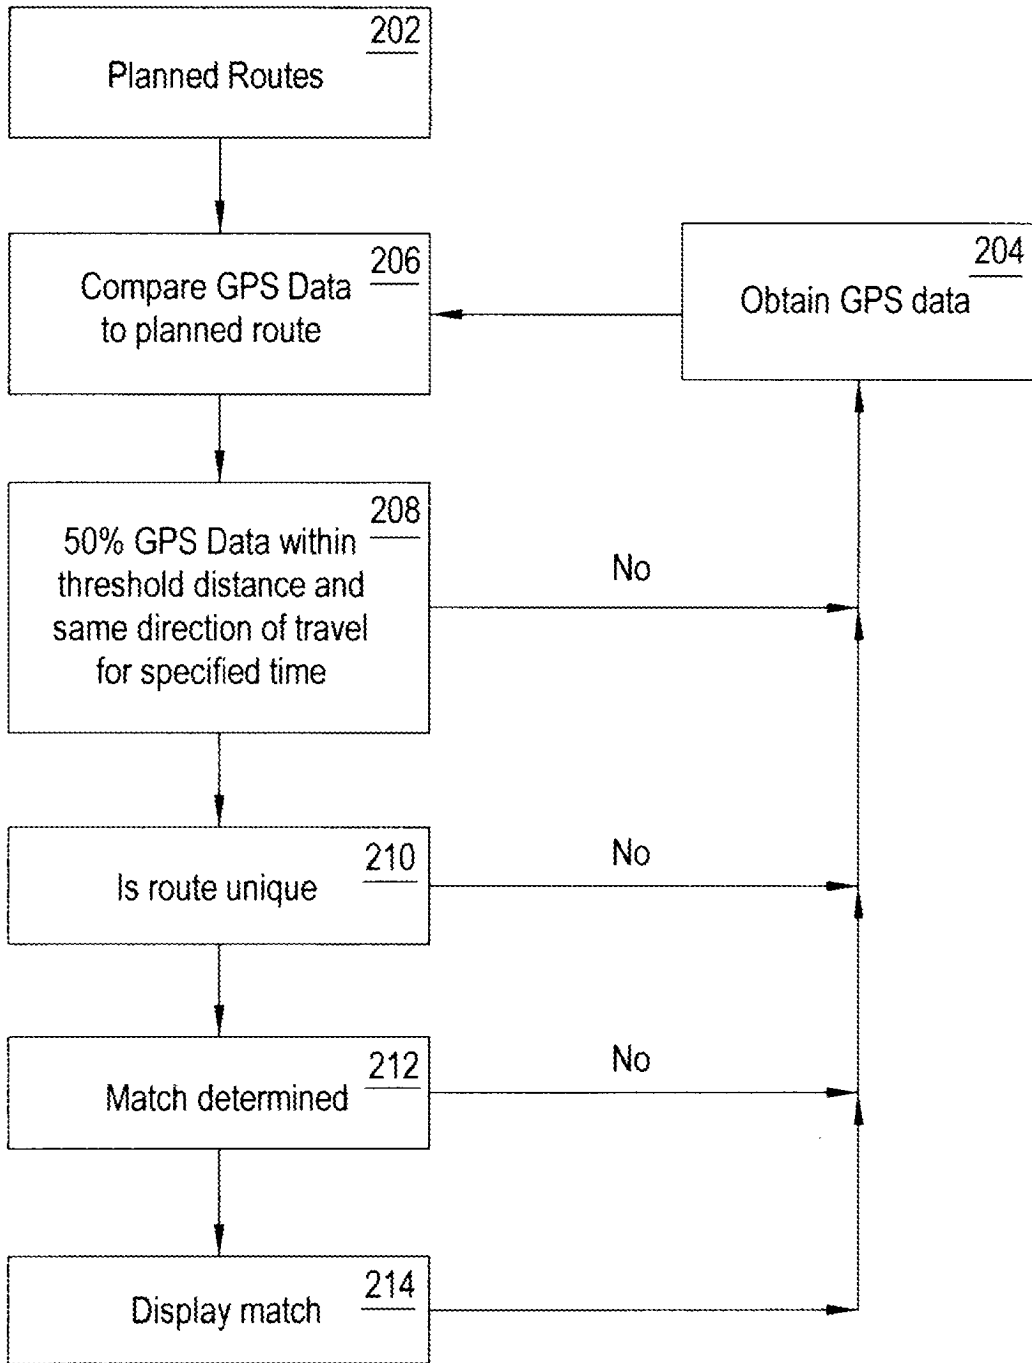 202
Planned Routes
206
Compare GPS Data
to planned route
204
Obtain GPS data
208
50% GPS Data within
threshold distance and
same direction of travel
for specified time
No
210
Is route unique
No
212
Match determined
No
214
Display match